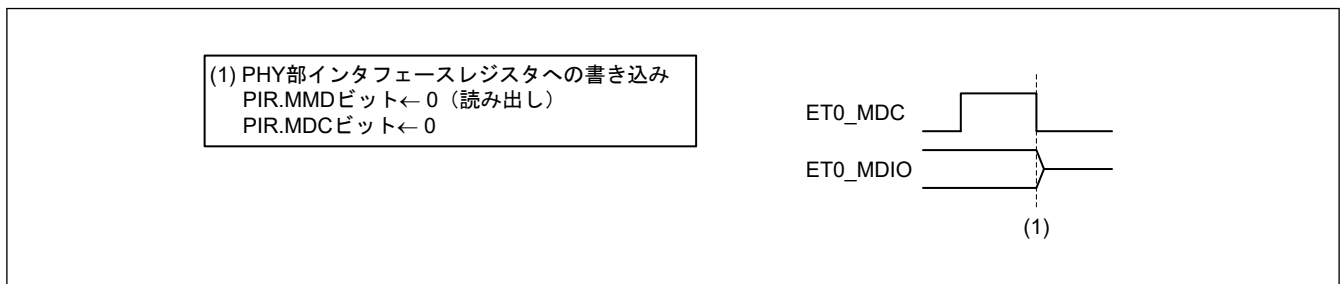 (1) PHY部インタフェースレジスタへの書き込み
PIR.MMDビット← 0（読み出し）
PIR.MDCビット← 0
ET0_MDC
ET0_MDIO
(1)